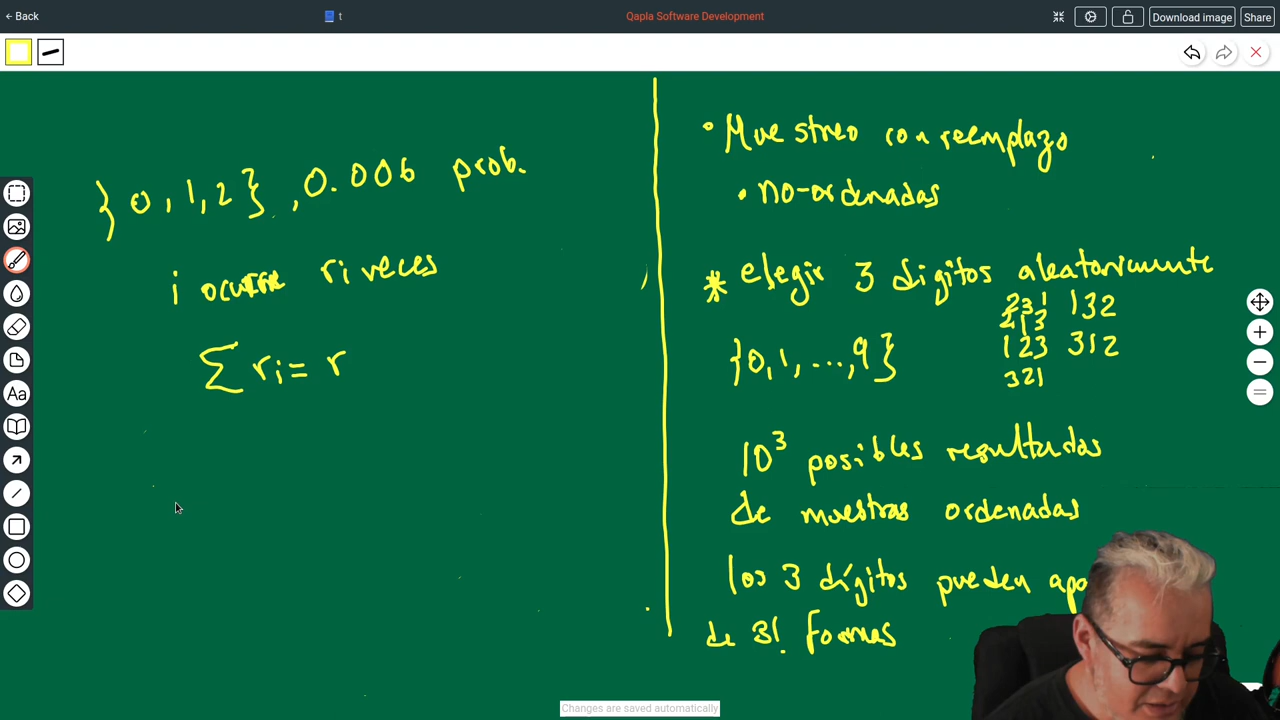 Back
t
Qapla Software Development
Download image
Share
{0,1,2}, 0.006 prob.
i ocurre ri veces
∑ ri = r
• Muestreo con reemplazo
• no-ordenadas
* elegir 3 digitos aleatoriamente
231 132
213
123 312
321
{0,1,...,9}
10³ posibles resultados
de muestras ordenadas
los 3 dígitos pueden
de 3! formas
Aa
Changes are saved automatically